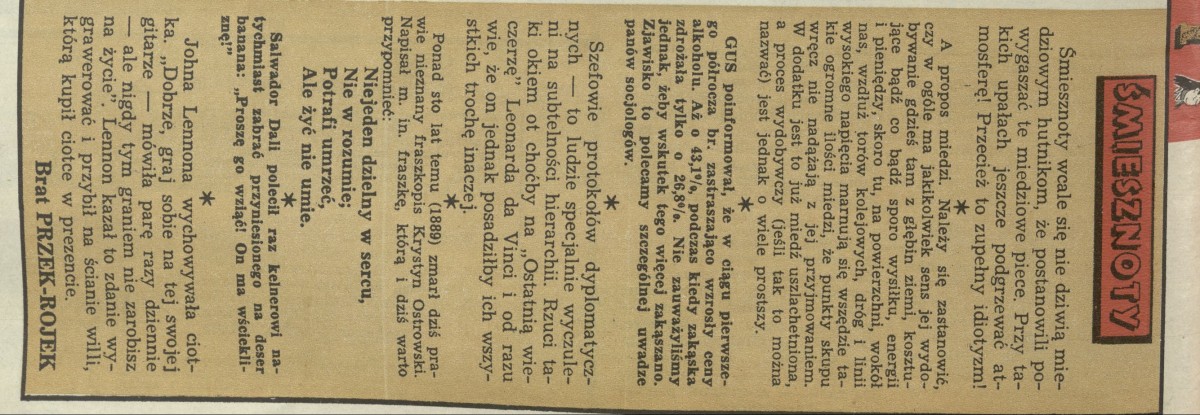 ŚMIESZNOTY
Śmiesznoty wcale się nie dziwią mie-
dziowym hutnikom, że postanowili po-
wygaszać te miedziowe piece. Przy ta-
kich upałach jeszcze podgrzewać at-
mosferę! Przecież to zupełny idiotyzm!
*
A propos miedzi. Należy się zastanowić,
czy w ogóle ma jakikolwiek sens jej wydo-
bywanie gdzieś tam z głębin ziemi, kosztu-
jące bądź co bądź sporo wysiłku, energii
i pieniędzy, skoro tu, na powierzchni, wokół
nas, wzdłuż torów kolejowych, dróg i linii
wysokiego napięcia marnują się wszędzie ta-
kie ogromne ilości miedzi, że punkty skupu
wręcz nie nadążają z jej przyjmowaniem.
W dodatku jest to już miedź uszlachetniona,
a proces wydobywczy (jeśli tak to można
nazwać) jest jednak o wiele prostszy.
*
GUS poinformował, że w ciągu pierwsze-
go półrocza br. zastraszająco wzrosły ceny
alkoholu. Aż o 43,1%, podczas kiedy zakąska
zdrożała tylko o 26,8%. Nie zauważyliśmy
jednak, żeby wskutek tego więcej zakąszano.
Zjawisko to polecamy szczególnej uwadze
panów socjologów.
*
Szefowie protokołów dyplomatycz-
nych — to ludzie specjalnie wyczule-
ni na subtelności hierarchii. Rzuci ta-
ki okiem ot choćby na „Ostatnią wie-
czerzę” Leonarda da Vinci i od razu
wie, że on jednak posadziłby ich wszy-
stkich trochę inaczej.
*
Ponad sto lat temu (1889) zmarł dziś pra-
wie nieznany fraszkopis Krystyn Ostrowski.
Napisał m. in. fraszkę, którą i dziś warto
przypomnieć:
Niejeden dzielny w sercu,
Nie w rozumie;
Potrafi umrzeć,
Ale żyć nie umie.
*
Salwador Dali polecił raz kelnerowi na-
tychmiast zabrać przyniesionego na deser
banana: „Proszę go wziąć! On ma wściekli-
znę!”
*
Johna Lennona wychowywała ciot-
ka. „Dobrze, graj sobie na tej swojej
gitarze — mówiła parę razy dziennie
— ale nigdy tym graniem nie zarobisz
na życie”. Lennon kazał to zdanie wy-
grawerować i przybił na ścianie willi,
którą kupił ciotce w prezencie.
Brat PRZEK-ROJEK